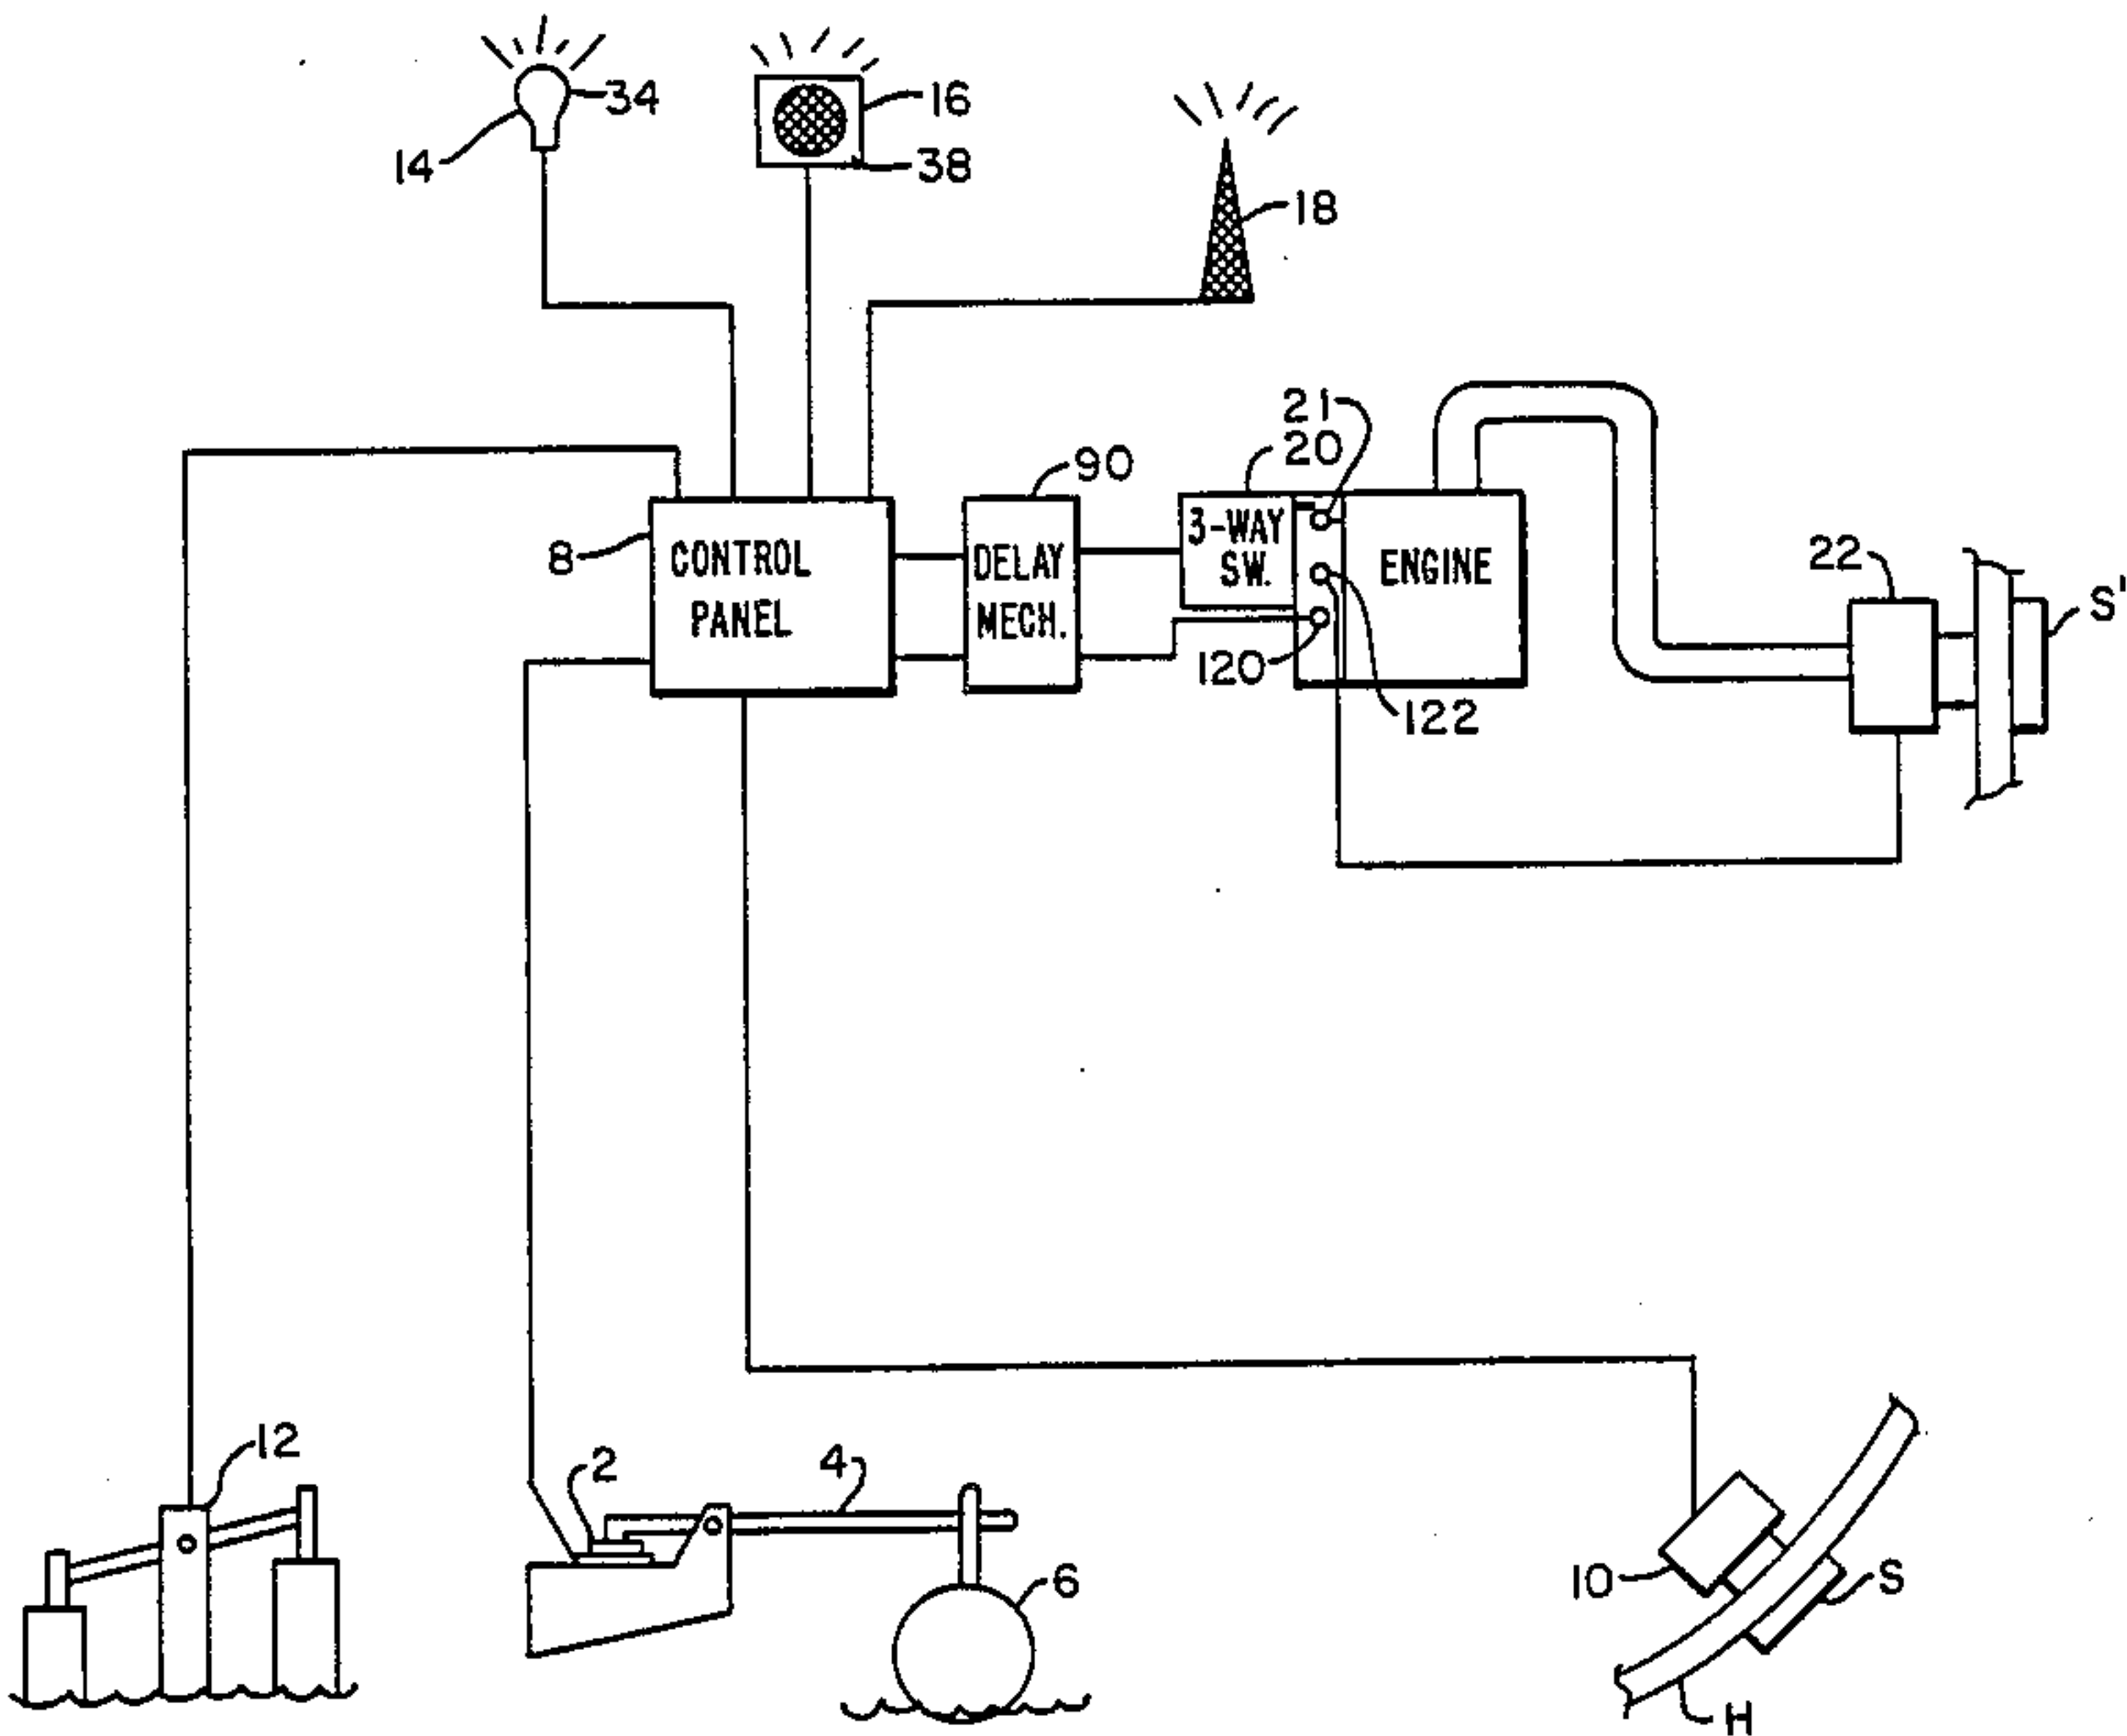 34
14
16
38
18
21
20
90
8
CONTROL
PANEL
DELAY
MECH.
3-WAY
SW.
ENGINE
120
122
22
S'
12
2
4
6
10
S
H